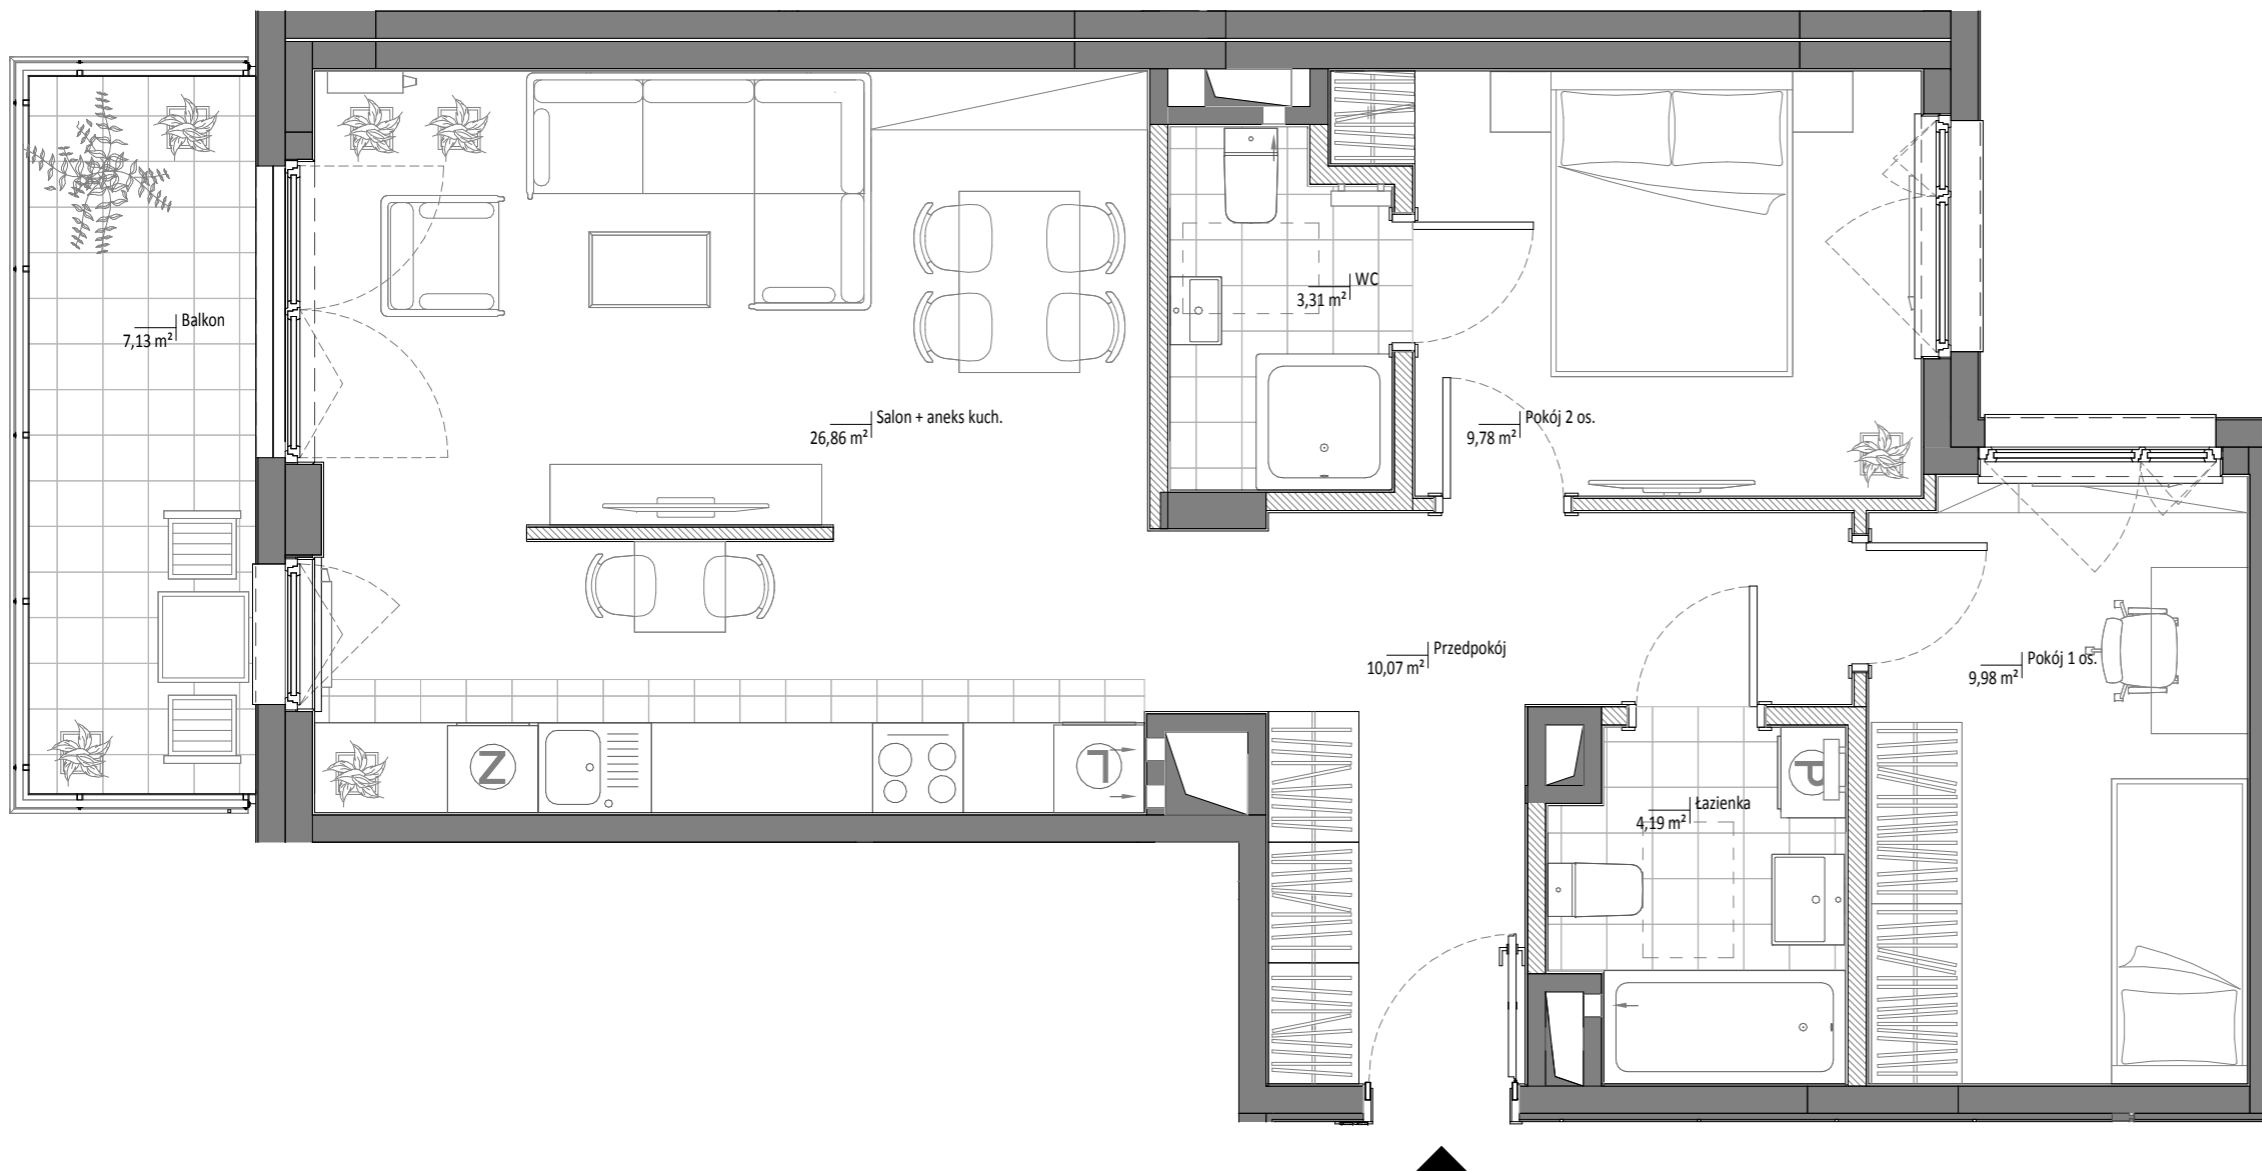 Balkon
7,13 m²
Salon + aneks kuch.
26,86 m²
WC
3,31 m²
Pokój 2 os.
9,78 m²
Przedpokój
10,07 m²
Pokój 1 os.
9,98 m²
Łazienka
4,19 m²
Z
L
P